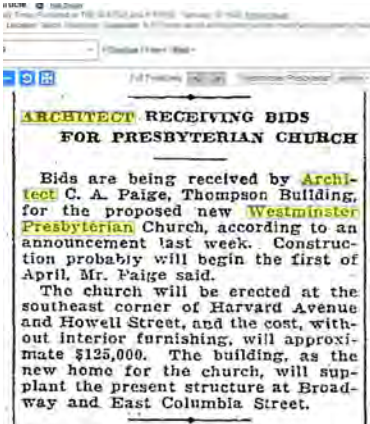 ARCHITECT RECEIVING BIDS
FOR PRESBYTERIAN CHURCH
Bids are being received by Archi-
tect C. A. Paige, Thompson Building,
for the proposed new Westminster
Presbyterian Church, according to an
announcement last week. Construc-
tion probably will begin the first of
April, Mr. Paige said.
The church will be erected at the
southeast corner of Harvard Avenue
and Howell Street, and the cost, with-
out interior furnishing, will approxi-
mate $125,000. The building, as the
new home for the church, will sup-
plant the present structure at Broad-
way and East Columbia Street.